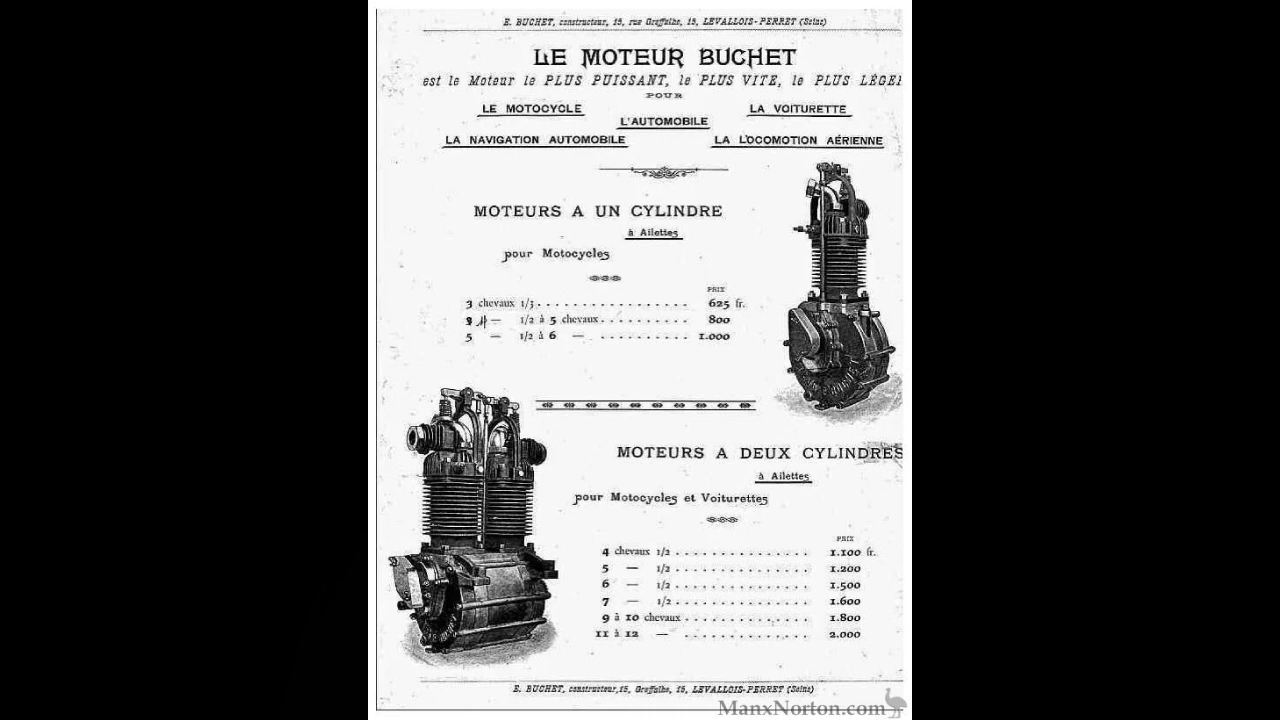 E. BUCHET, constructeur, 15, rue Greffulhe, 15, LEVALLOIS-PERRET (Seine)
LE MOTEUR BUCHET
est le Moteur le PLUS PUISSANT, le PLUS VITE, le PLUS LÉGER
POUR
LE MOTOCYCLE
LA VOITURETTE
L'AUTOMOBILE
LA NAVIGATION AUTOMOBILE
LA LOCOMOTION AÉRIENNE
MOTEURS A UN CYLINDRE
à Ailettes
pour Motocycles
PRIX
3 chevaux 1/3 . . . . . . . . . . . . . . . . . 625 fr.
— 1/2 à 5 chevaux . . . . . . . . . . 800
5 — 1/2 à 6 — . . . . . . . . . . 1.000
MOTEURS A DEUX CYLINDRES
à Ailettes
pour Motocycles et Voiturettes
PRIX
4 chevaux 1/2 . . . . . . . . . . . . . . . 1.100 fr.
5 — 1/2 . . . . . . . . . . . . . . . 1.200
6 — 1/2 . . . . . . . . . . . . . . . 1.500
7 — 1/2 . . . . . . . . . . . . . . . 1.600
9 à 10 chevaux . . . . . . . . . . . . . . 1.800
11 à 12 — . . . . . . . . . . . . . . 2.000
E. BUCHET, constructeur, 15, Greffulhe, 15, LEVALLOIS-PERRET (Seine)
ManxNorton.com